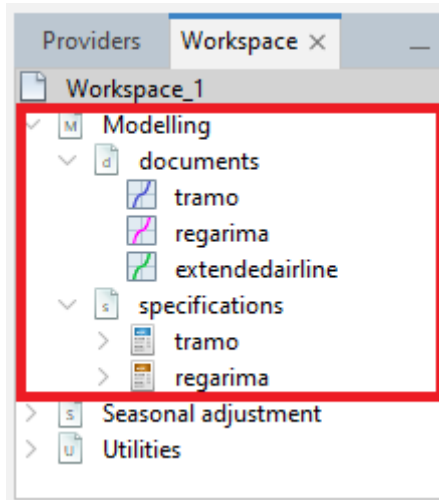 Providers Workspace ×
Workspace_1
M Modelling
d documents
tramo
regarima
extendedairline
s specifications
tramo
regarima
s Seasonal adjustment
u Utilities